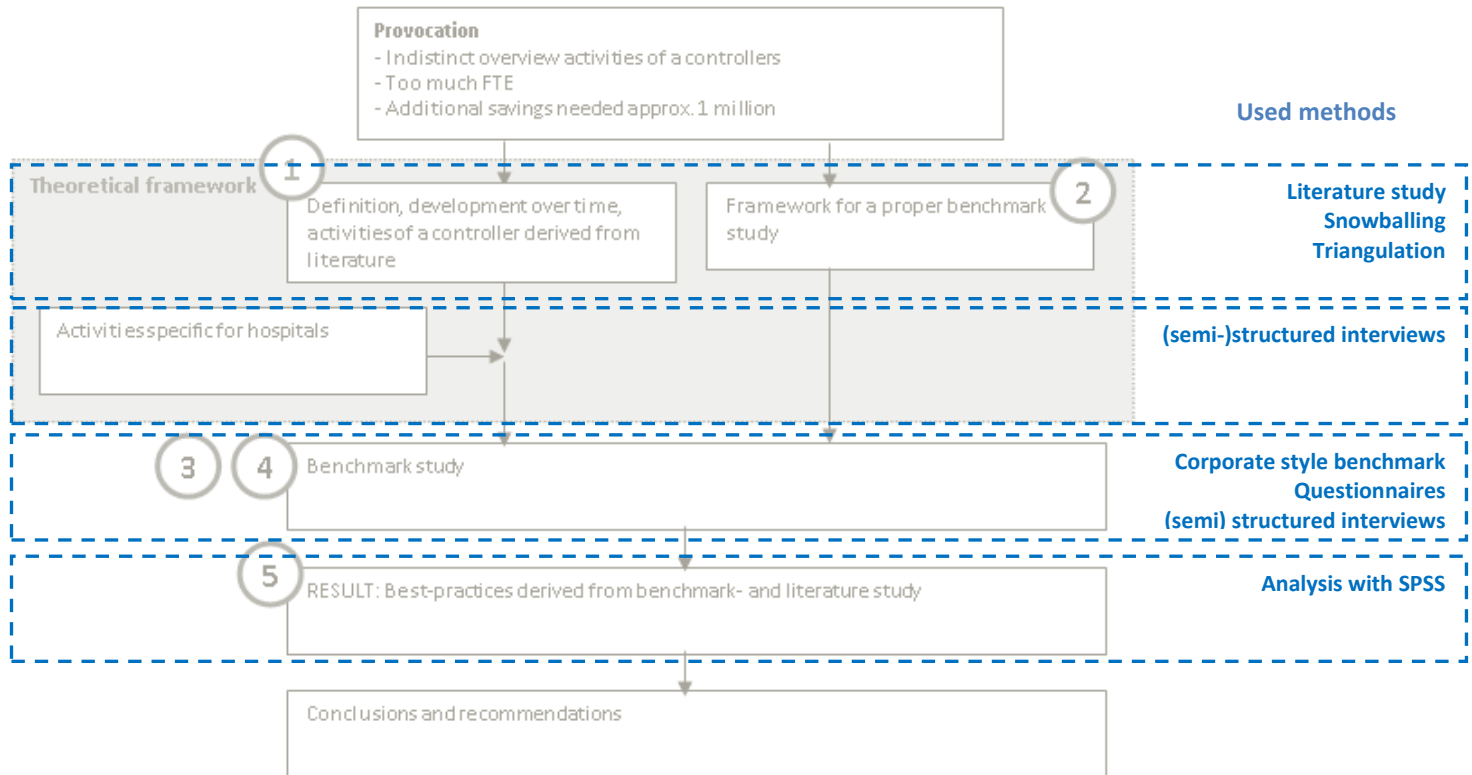 Provocation
- Indistinct overview activities of a controllers
- Too much FTE
- Additional savings needed approx. 1 million
Used methods
Theoretical framework
1
Definition, development over time,
activities of a controller derived from
literature
2
Framework for a proper benchmark
study
Literature study
Snowballing
Triangulation
Activities specific for hospitals
(semi-)structured interviews
3
4
Benchmark study
Corporate style benchmark
Questionnaires
(semi) structured interviews
5
RESULT: Best-practices derived from benchmark- and literature study
Analysis with SPSS
Conclusions and recommendations